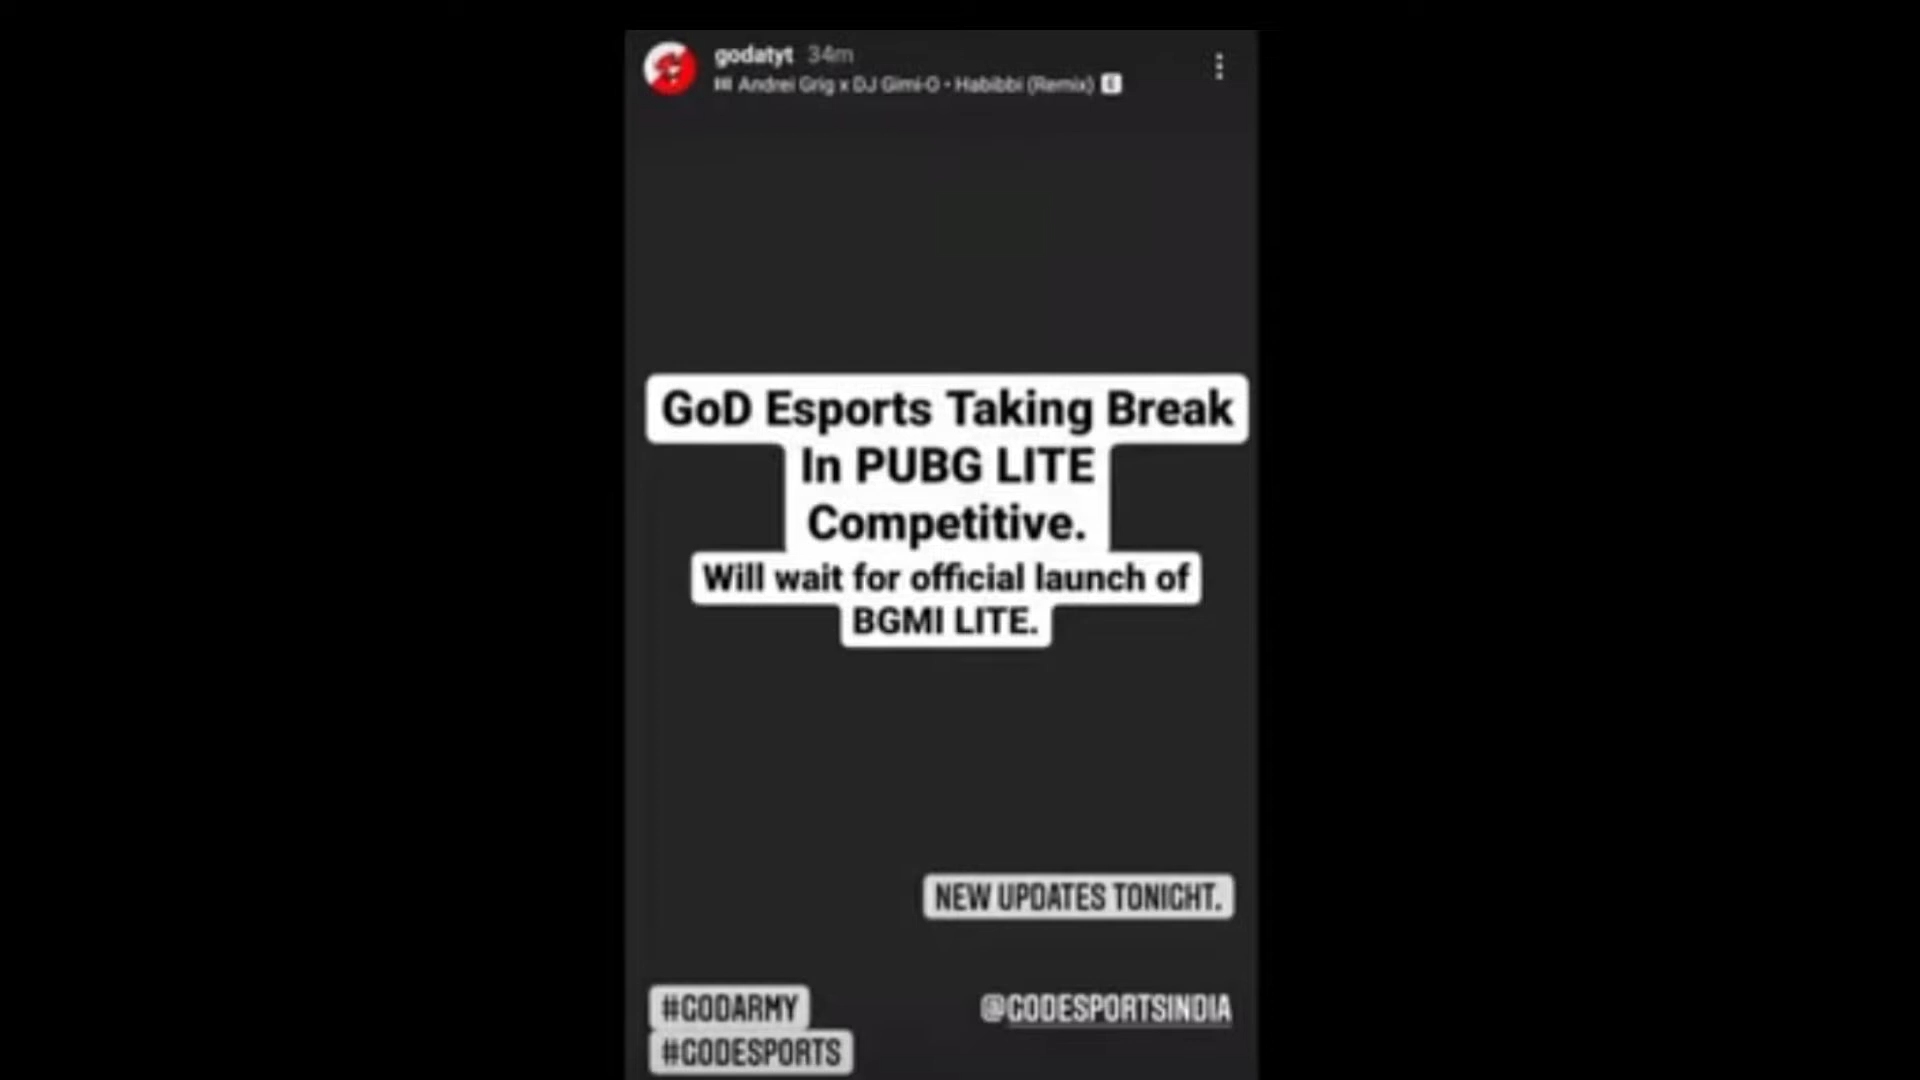 godatyt 34m
Andrei Grig x DJ Gimi-O • Habibbi (Remix) E
GoD Esports Taking Break
In PUBG LITE
Competitive.
Will wait for official launch of
BGMI LITE.
NEW UPDATES TONIGHT.
#GODARMY
@GODESPORTSINDIA
#GODESPORTS